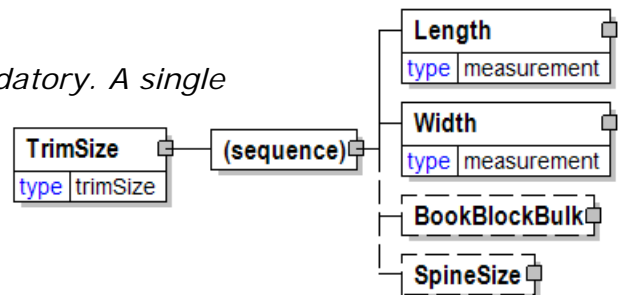 datory. A single
TrimSize
type trimSize
(sequence)
Length
type measurement
Width
type measurement
BookBlockBulk
SpineSize